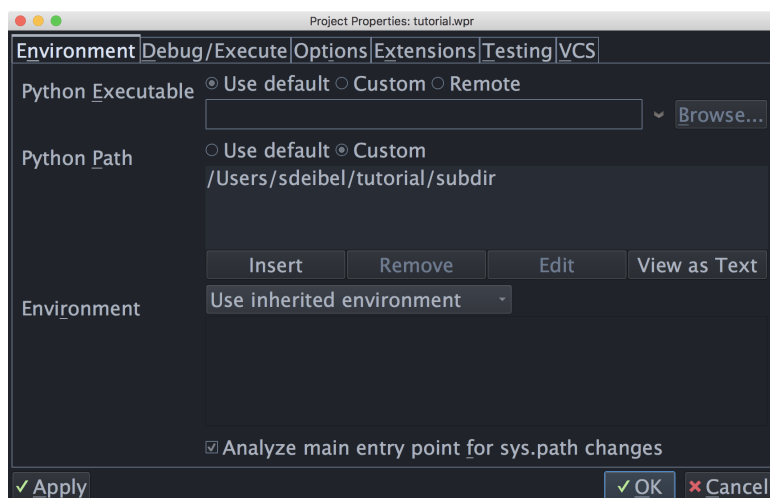 Project Properties: tutorial.wpr
Environment Debug/Execute Options Extensions Testing VCS
Python Executable Use default Custom Remote
Browse...
Python Path Use default Custom
/Users/sdeibel/tutorial/subdir
Insert Remove Edit View as Text
Environment Use inherited environment
Analyze main entry point for sys.path changes
Apply OK Cancel